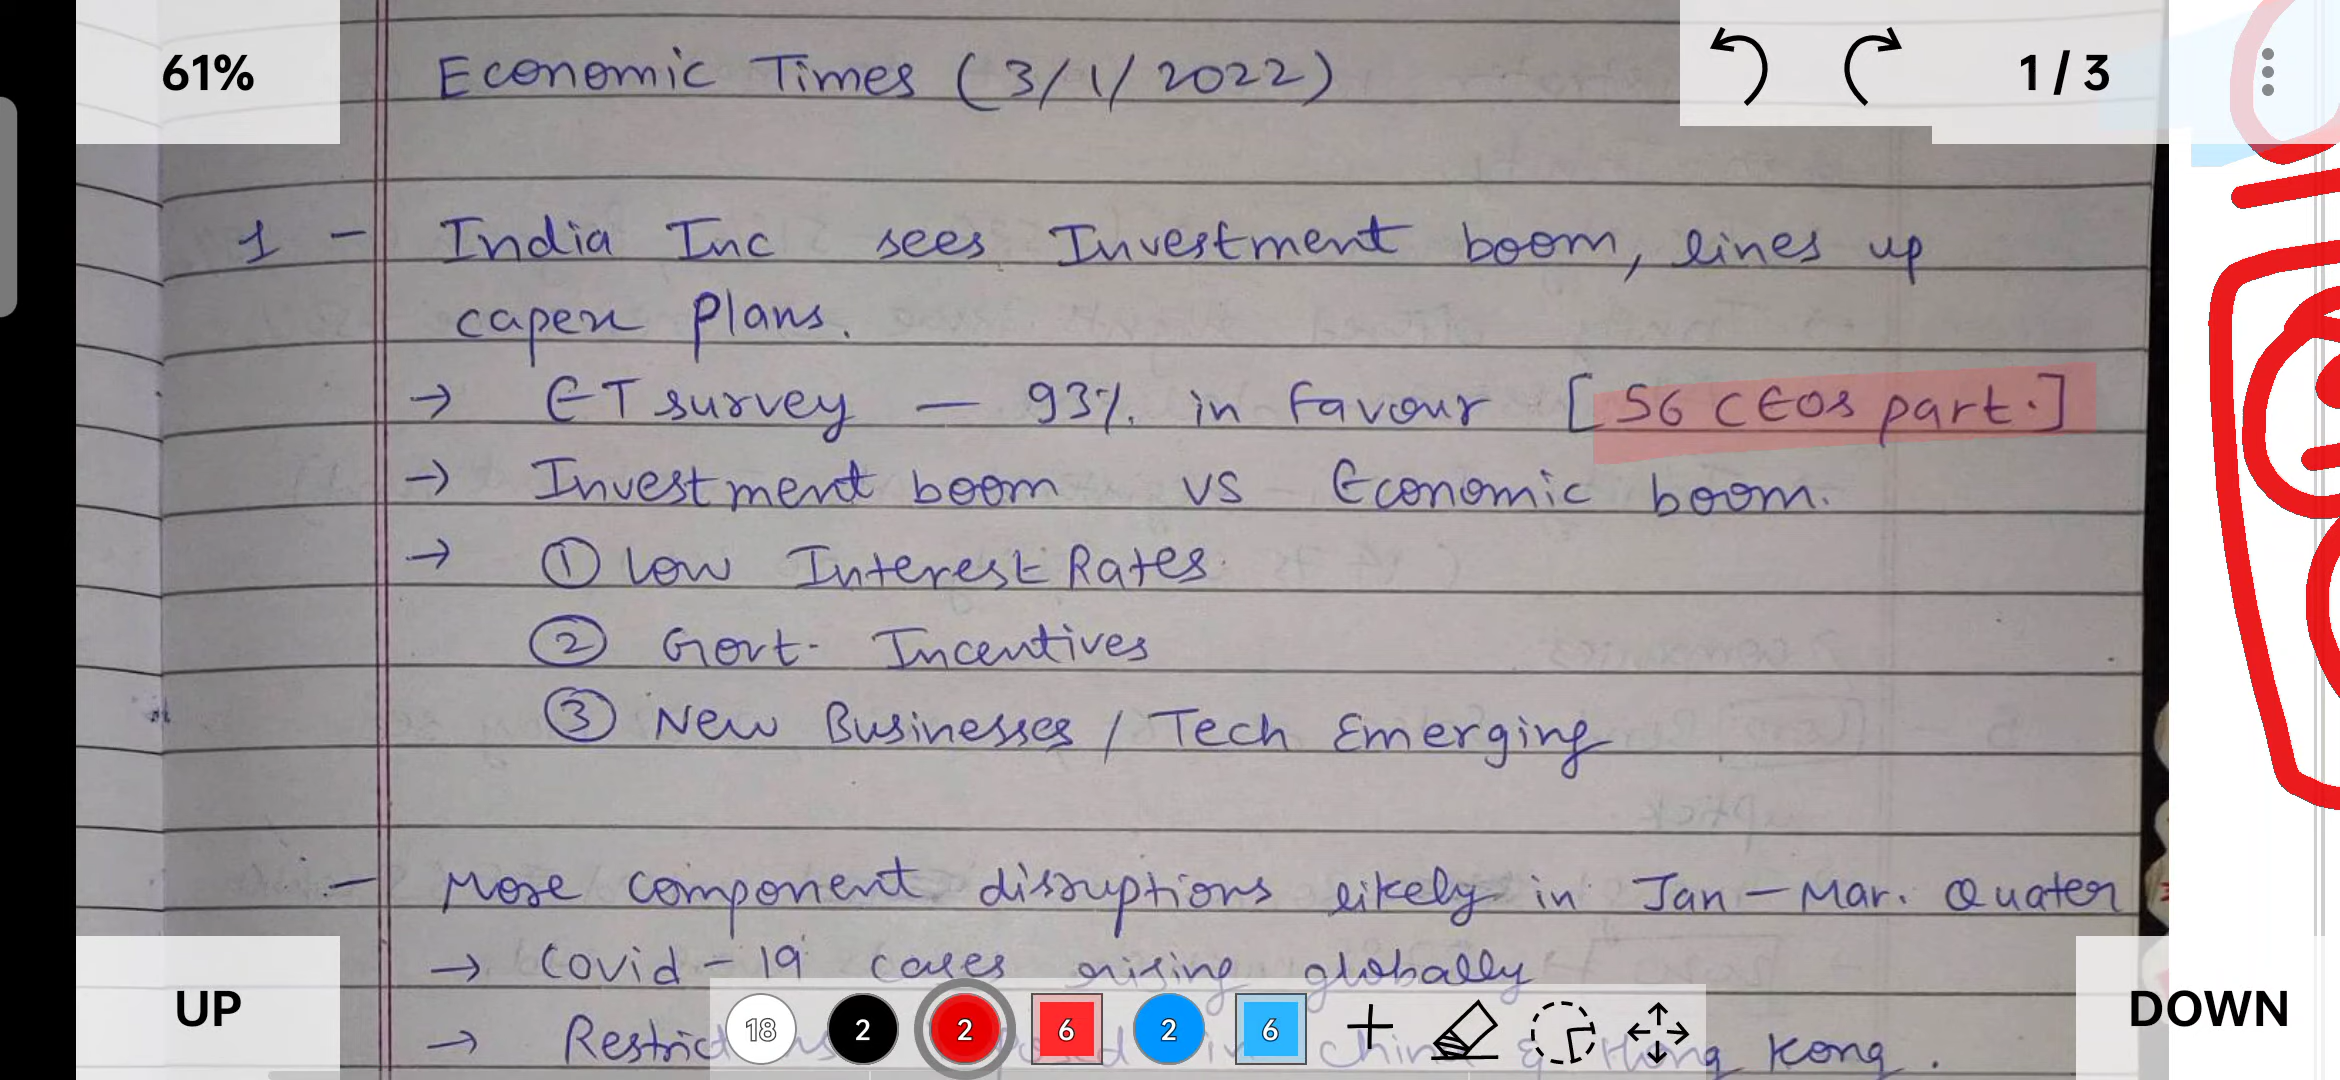 61%
1 / 3
Economic Times (3/1/2022)
1 - India Inc sees Investment boom, lines up
capex Plans.
→ ET survey — 93% in favour [56 CEOs part.]
→ Investment boom vs Economic boom.
→ ① Low Interest Rates.
② Govt. Incentives
③ New Businesses / Tech Emerging
- More component disruptions likely in Jan - Mar. Quater
→ Covid - 19 cases rising globally
→ in China & Hong Kong.
UP
18 2 2 6 2 6
DOWN